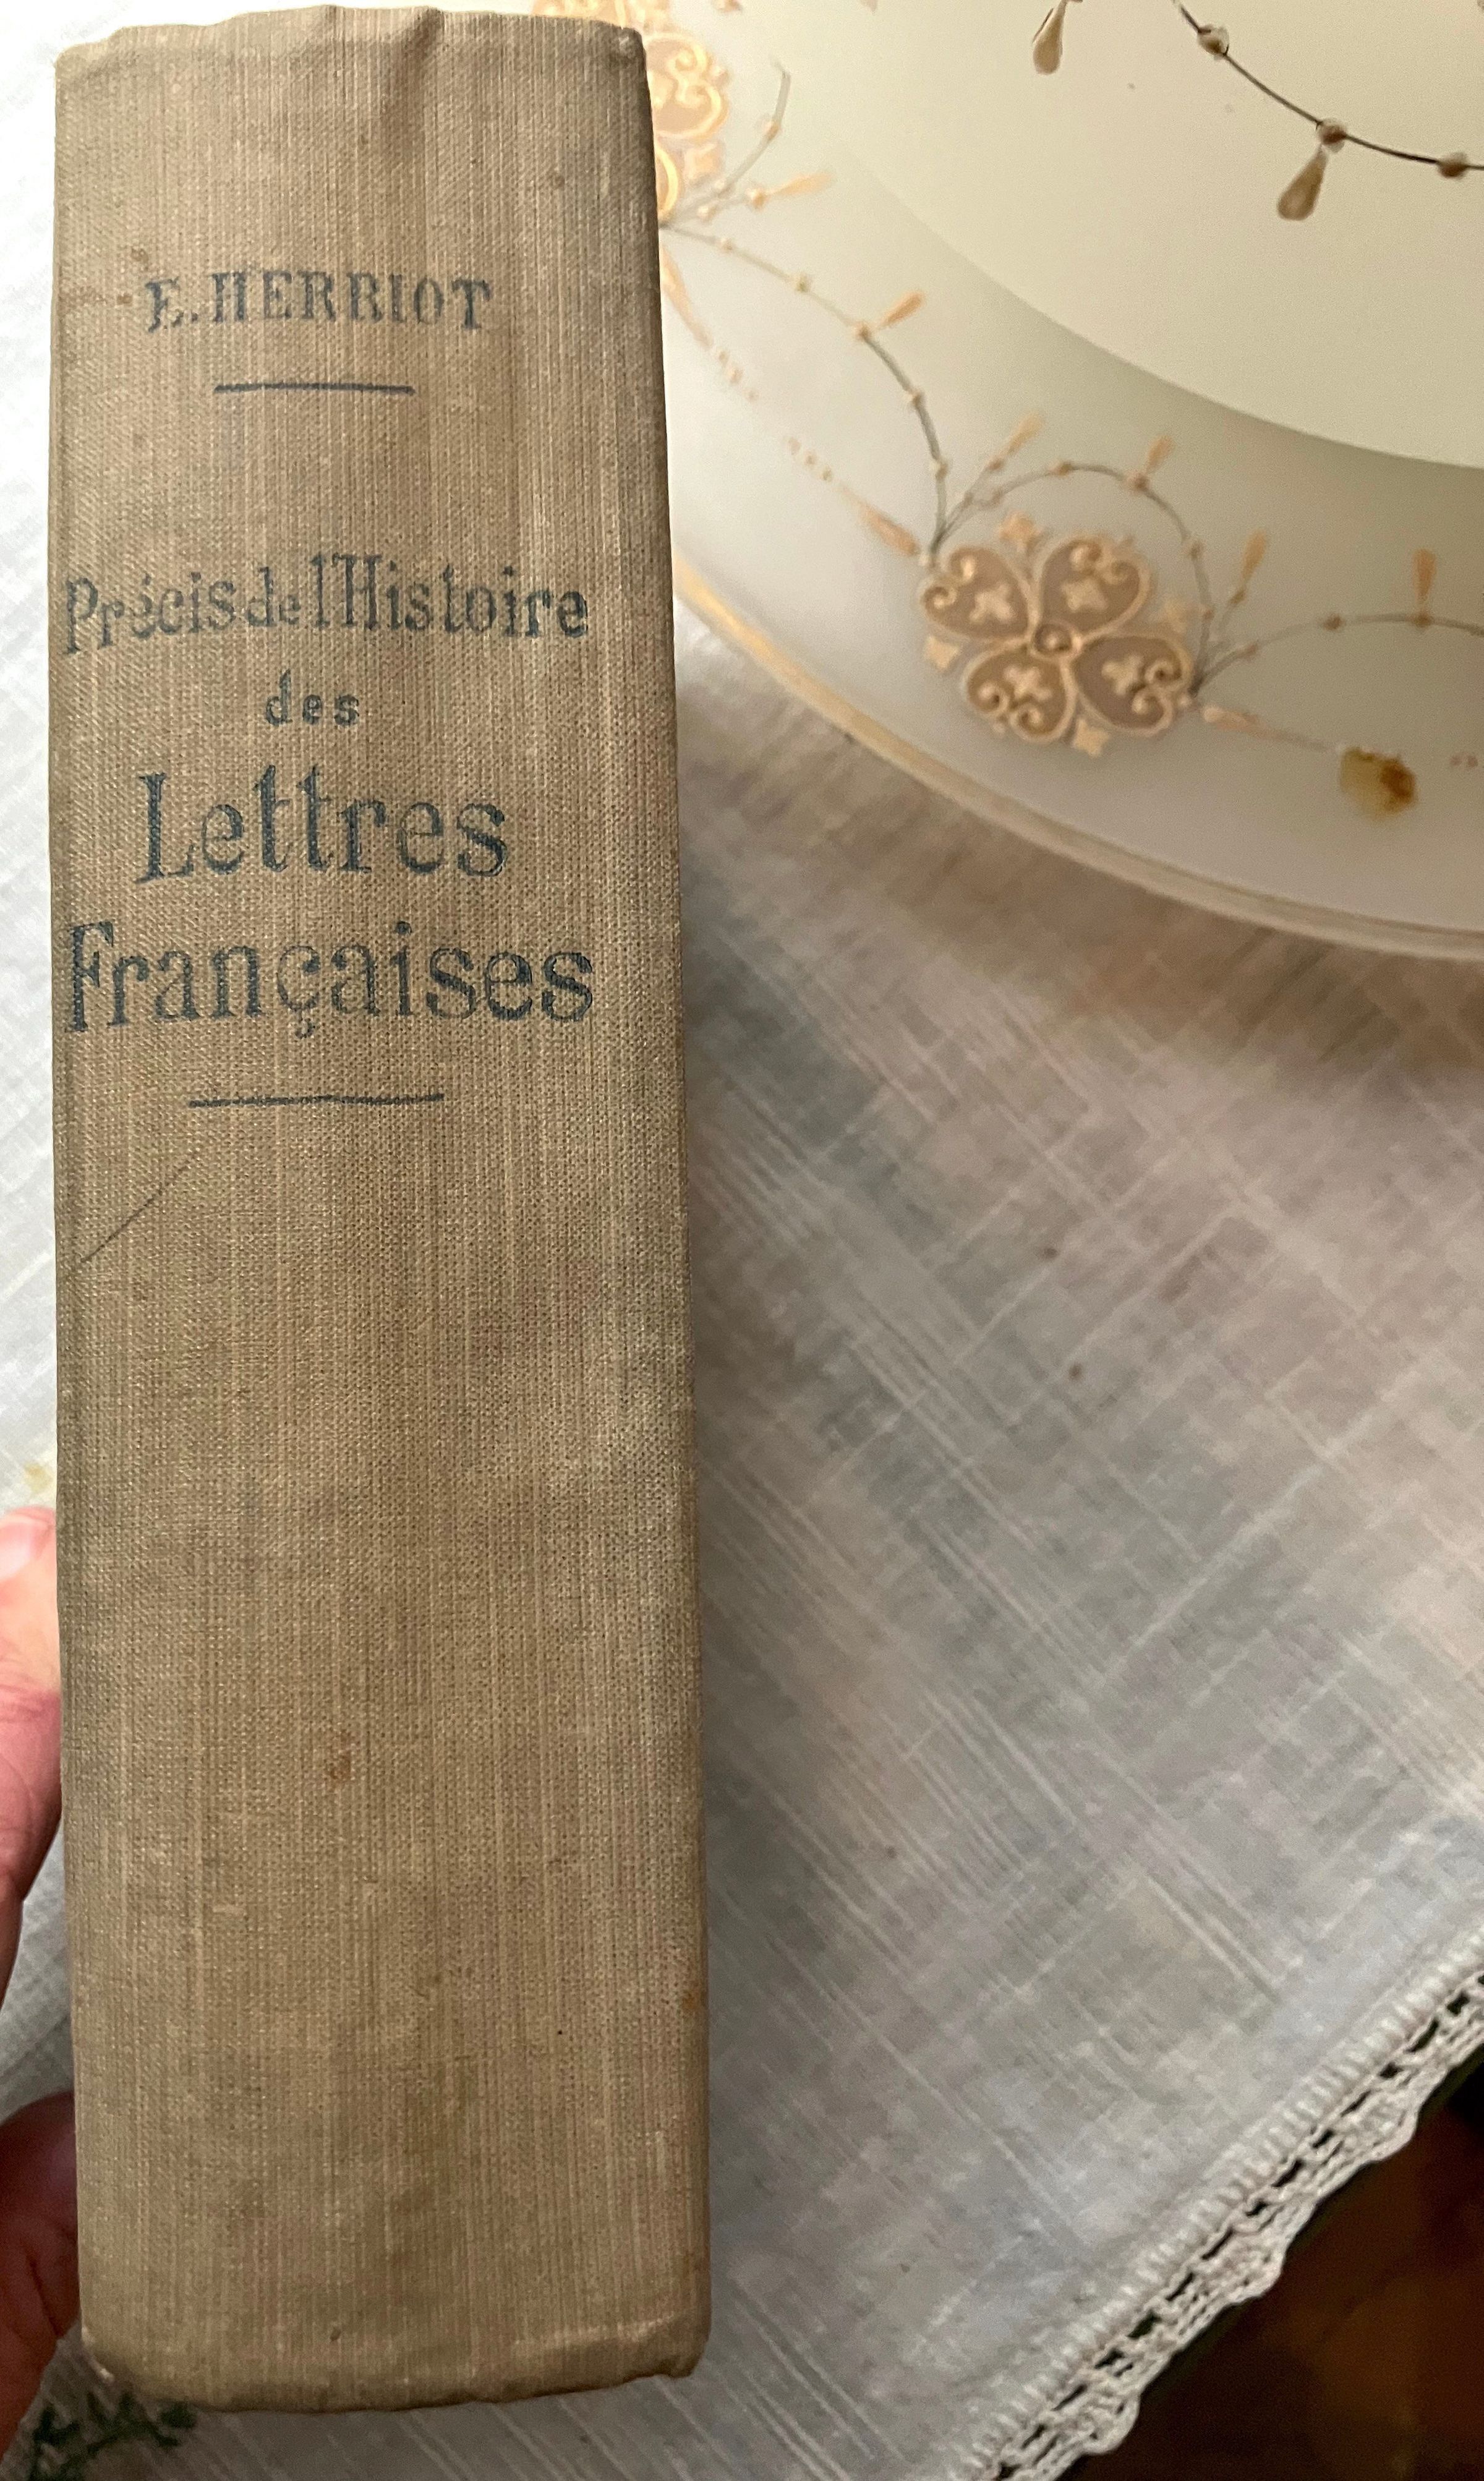 E. HERRIOT
Précis de l'Histoire
des
Lettres
Françaises